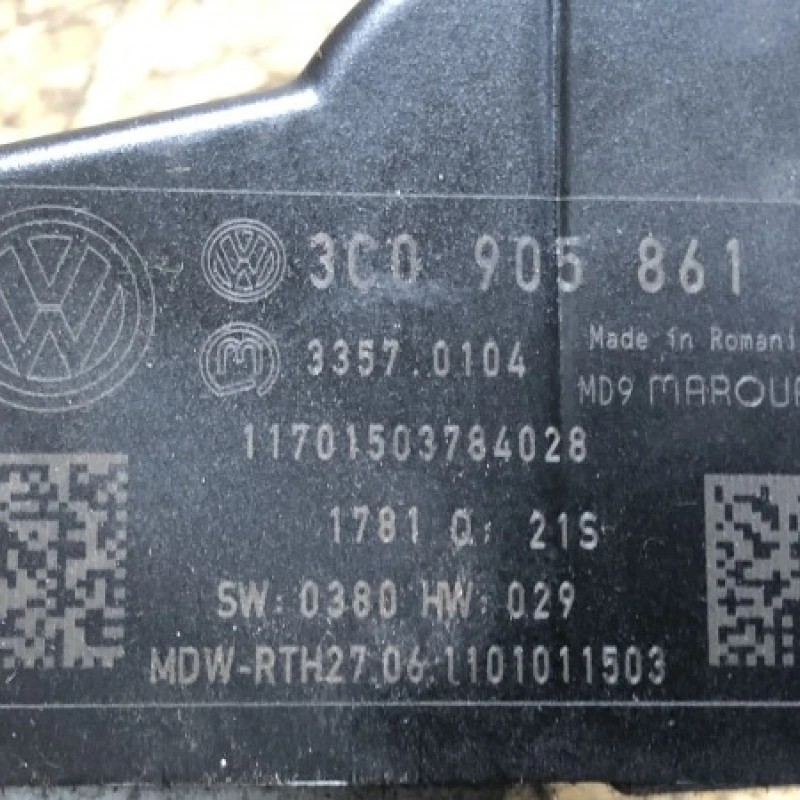 3C0 905 861
3357.0104
Made in Romani
MD9 MARQUA
11701503784028
1781 Q: 21S
SW: 0380 HW: 029
MDW-RTH27.06.1101011503